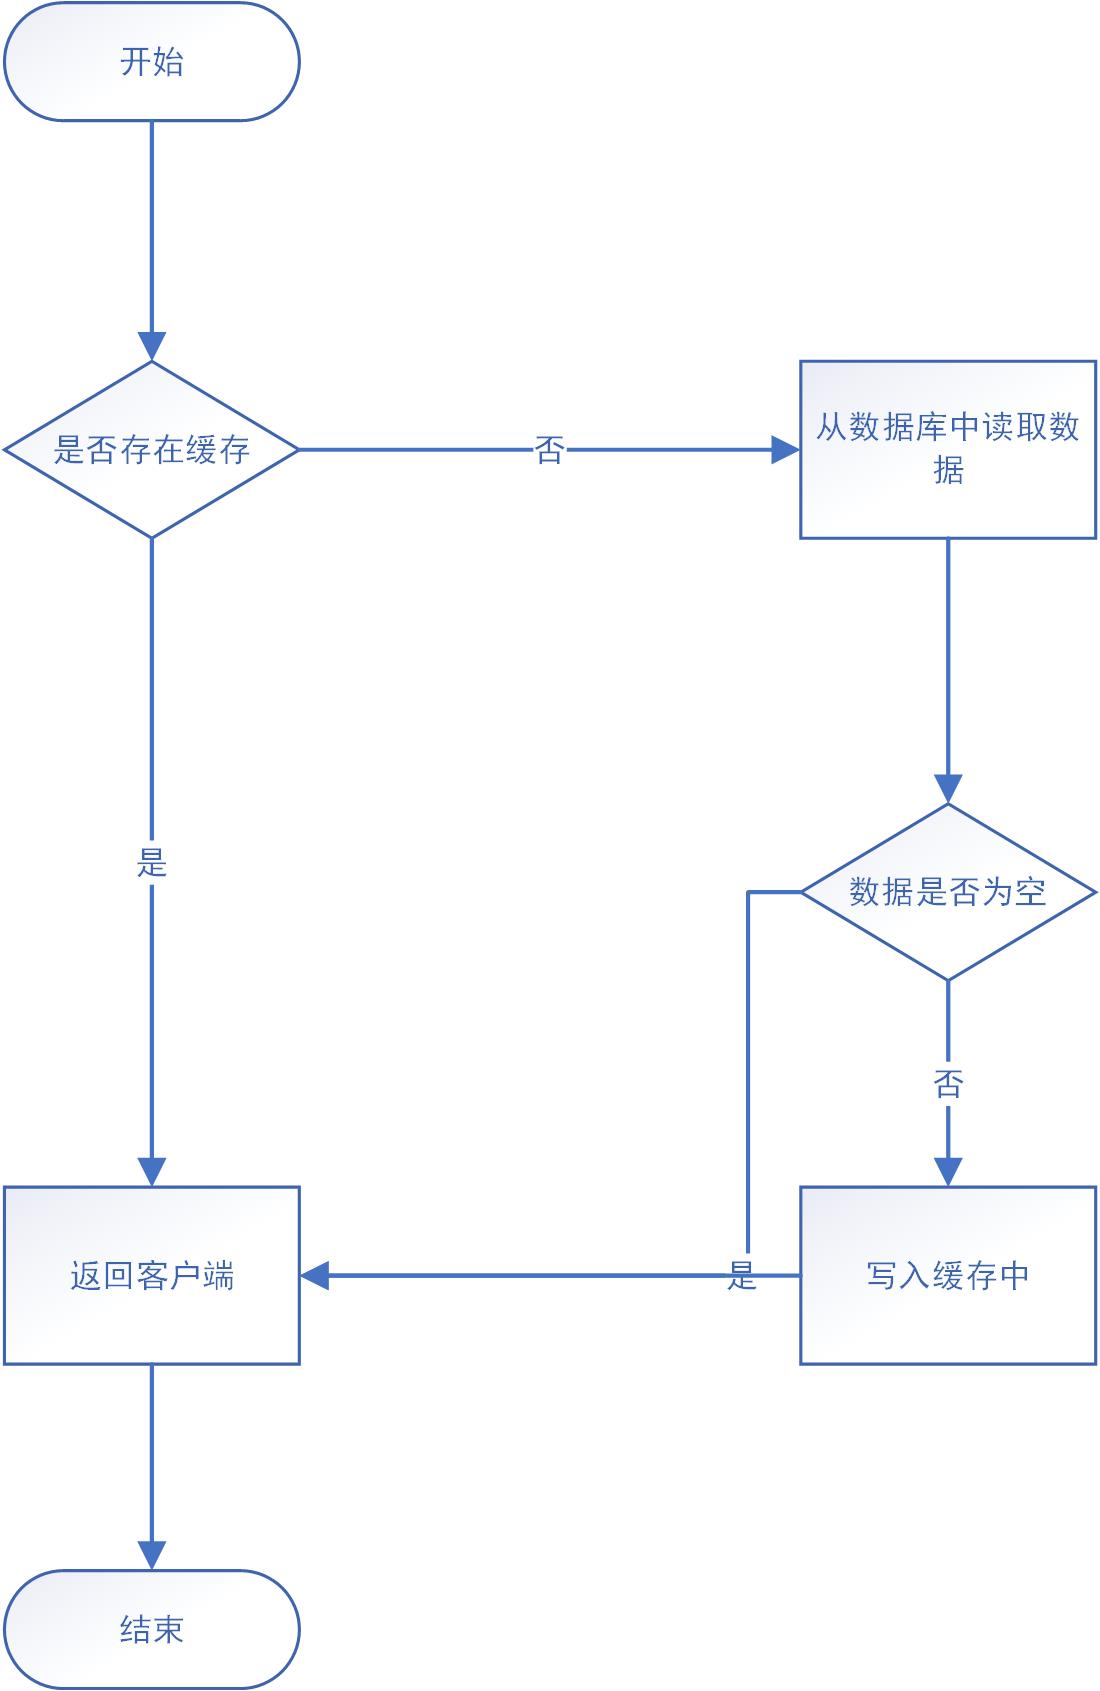 开始
是否存在缓存
否
从数据库中读取数
据
是
数据是否为空
否
返回客户端
是
写入缓存中
结束